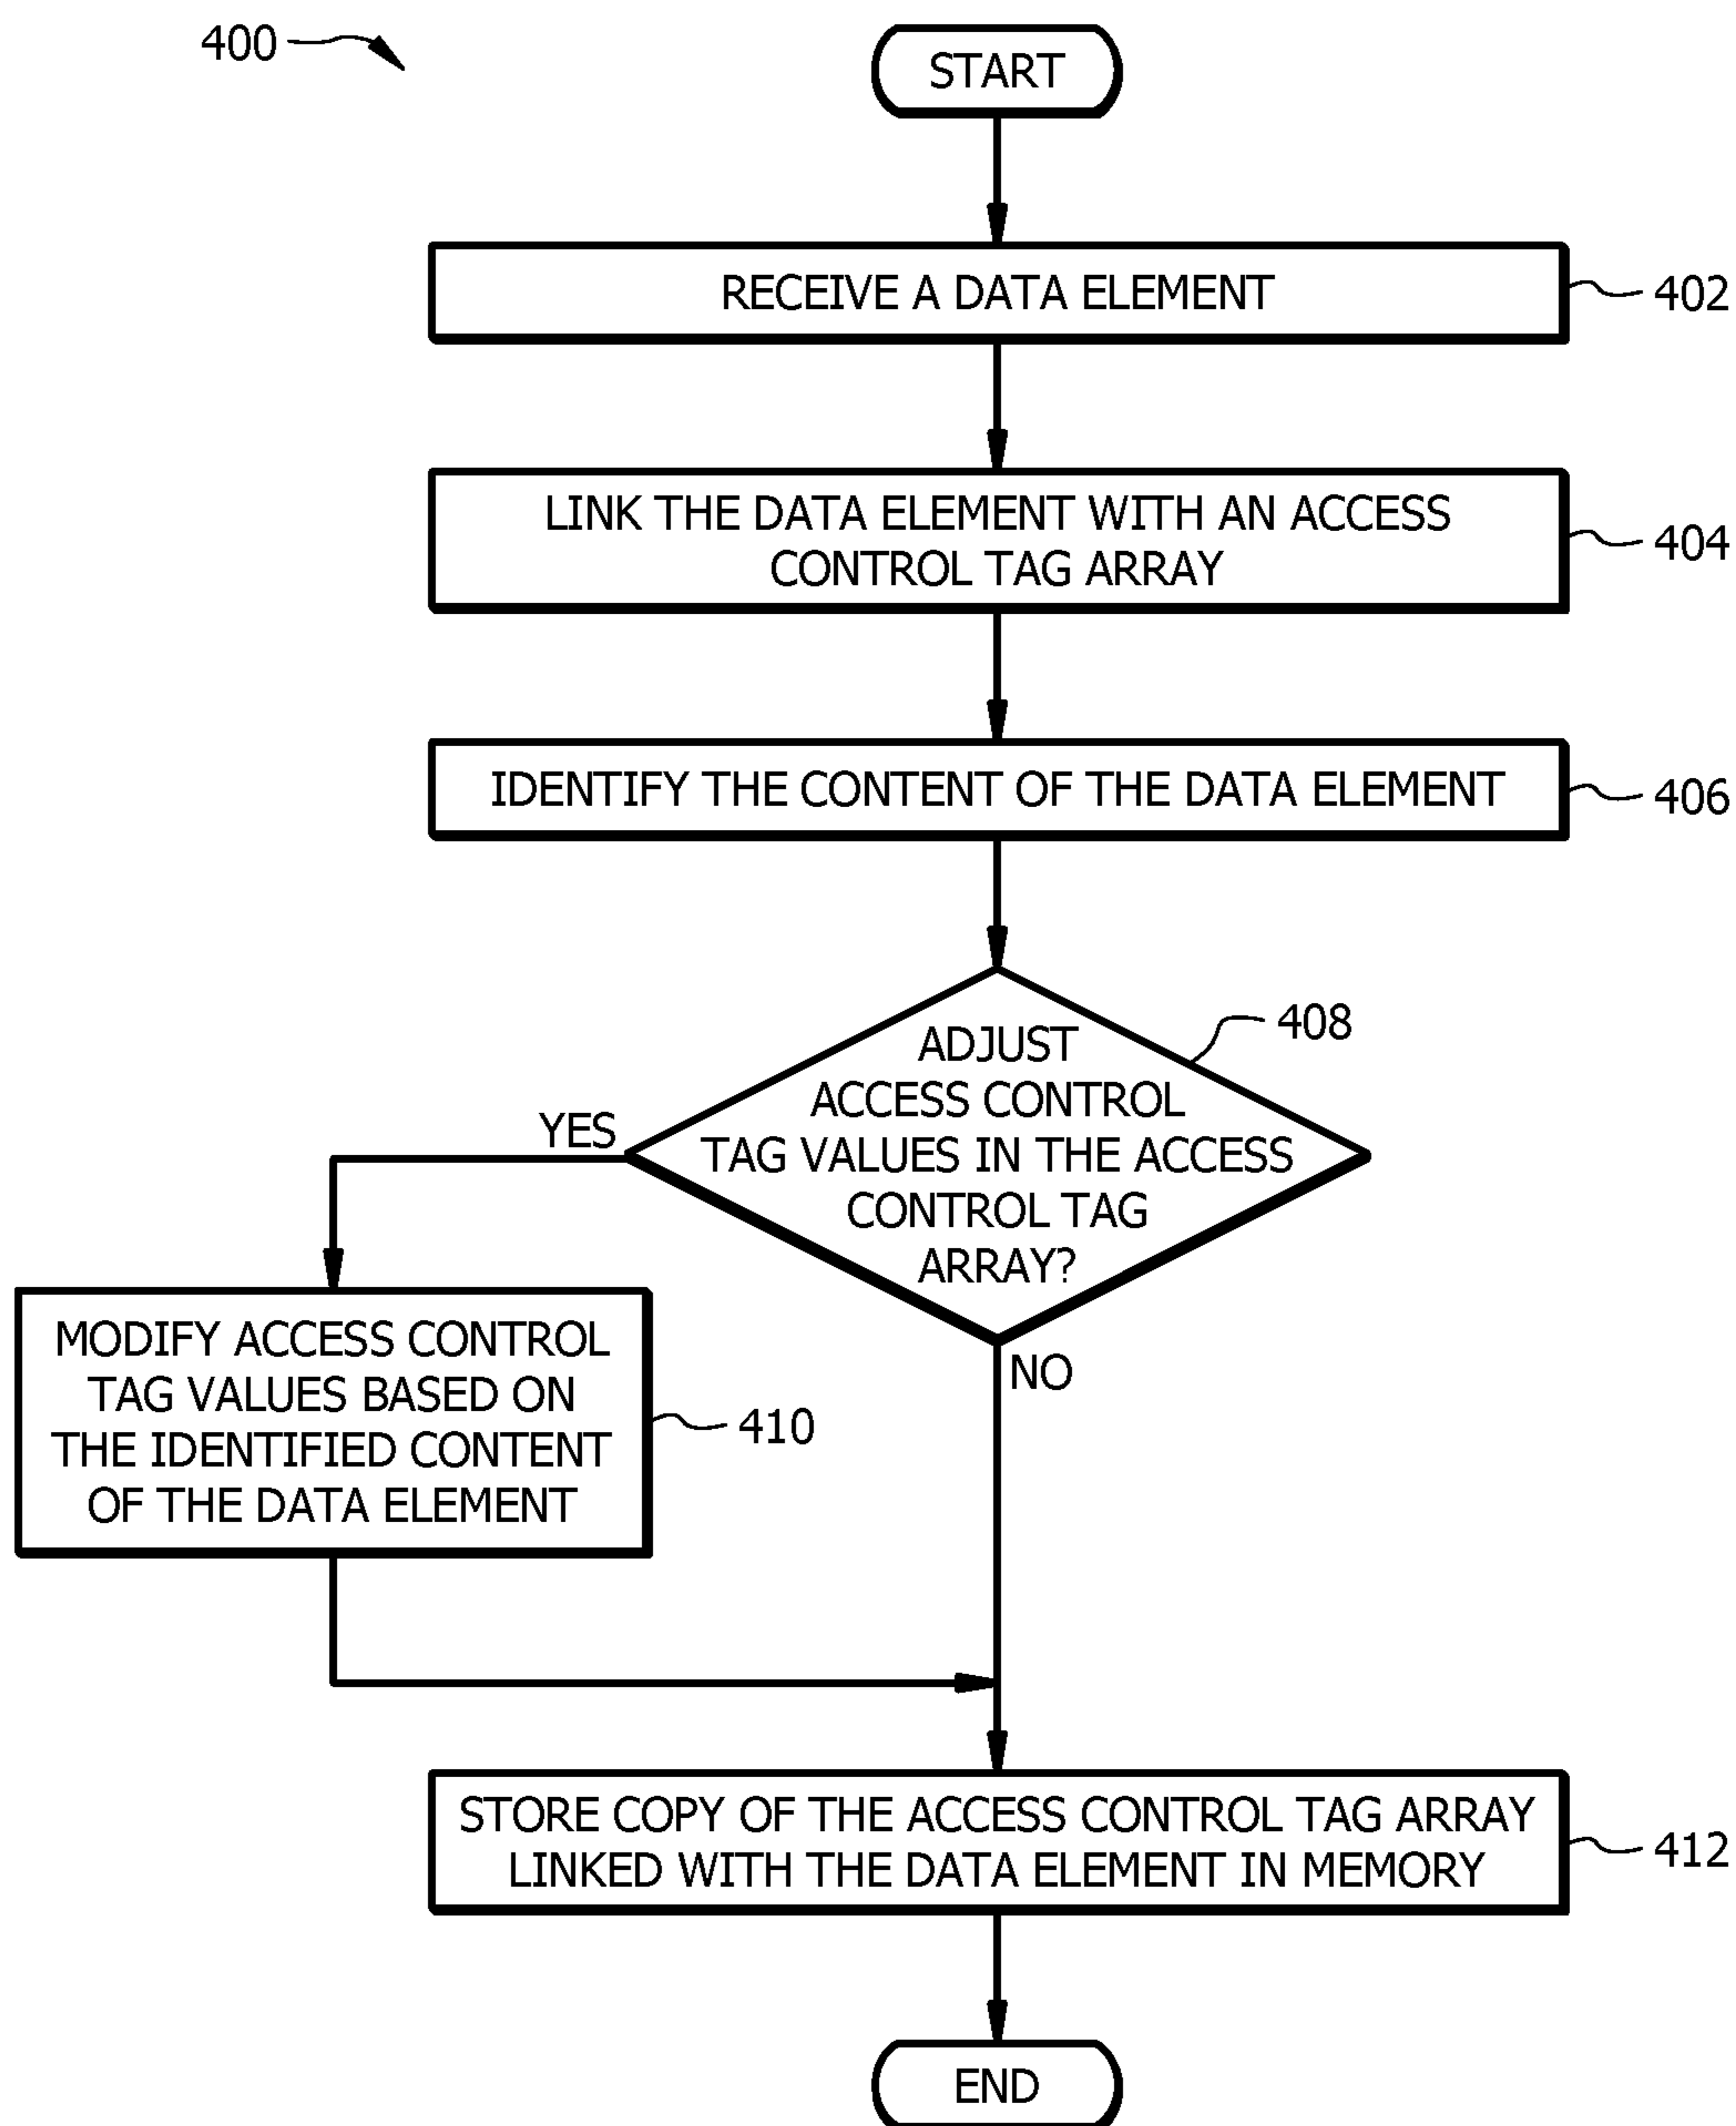 400
START
RECEIVE A DATA ELEMENT
402
LINK THE DATA ELEMENT WITH AN ACCESS
CONTROL TAG ARRAY
404
IDENTIFY THE CONTENT OF THE DATA ELEMENT
406
ADJUST
ACCESS CONTROL
TAG VALUES IN THE ACCESS
CONTROL TAG
ARRAY?
408
YES
NO
MODIFY ACCESS CONTROL
TAG VALUES BASED ON
THE IDENTIFIED CONTENT
OF THE DATA ELEMENT
410
STORE COPY OF THE ACCESS CONTROL TAG ARRAY
LINKED WITH THE DATA ELEMENT IN MEMORY
412
END